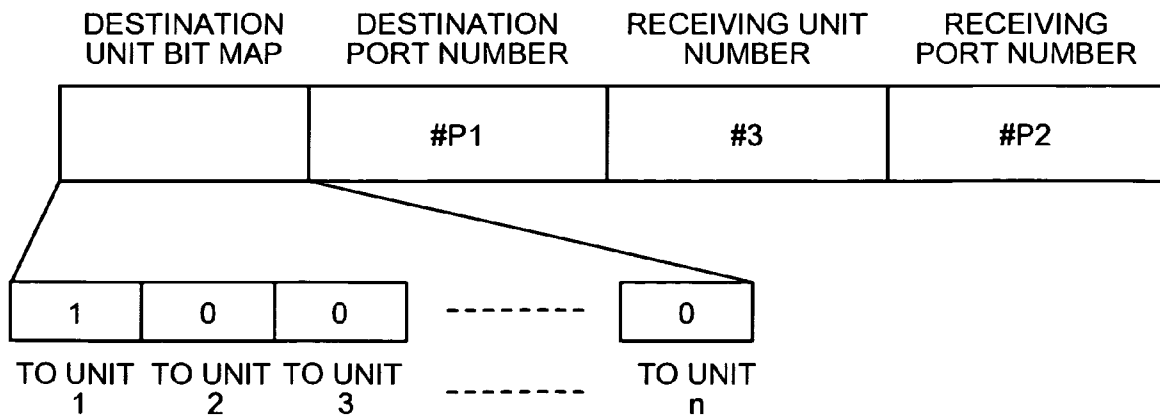 DESTINATION UNIT BIT MAP
DESTINATION PORT NUMBER
RECEIVING UNIT NUMBER
RECEIVING PORT NUMBER
#P1
#3
#P2
1
0
0
0
TO UNIT 1
TO UNIT 2
TO UNIT 3
TO UNIT n